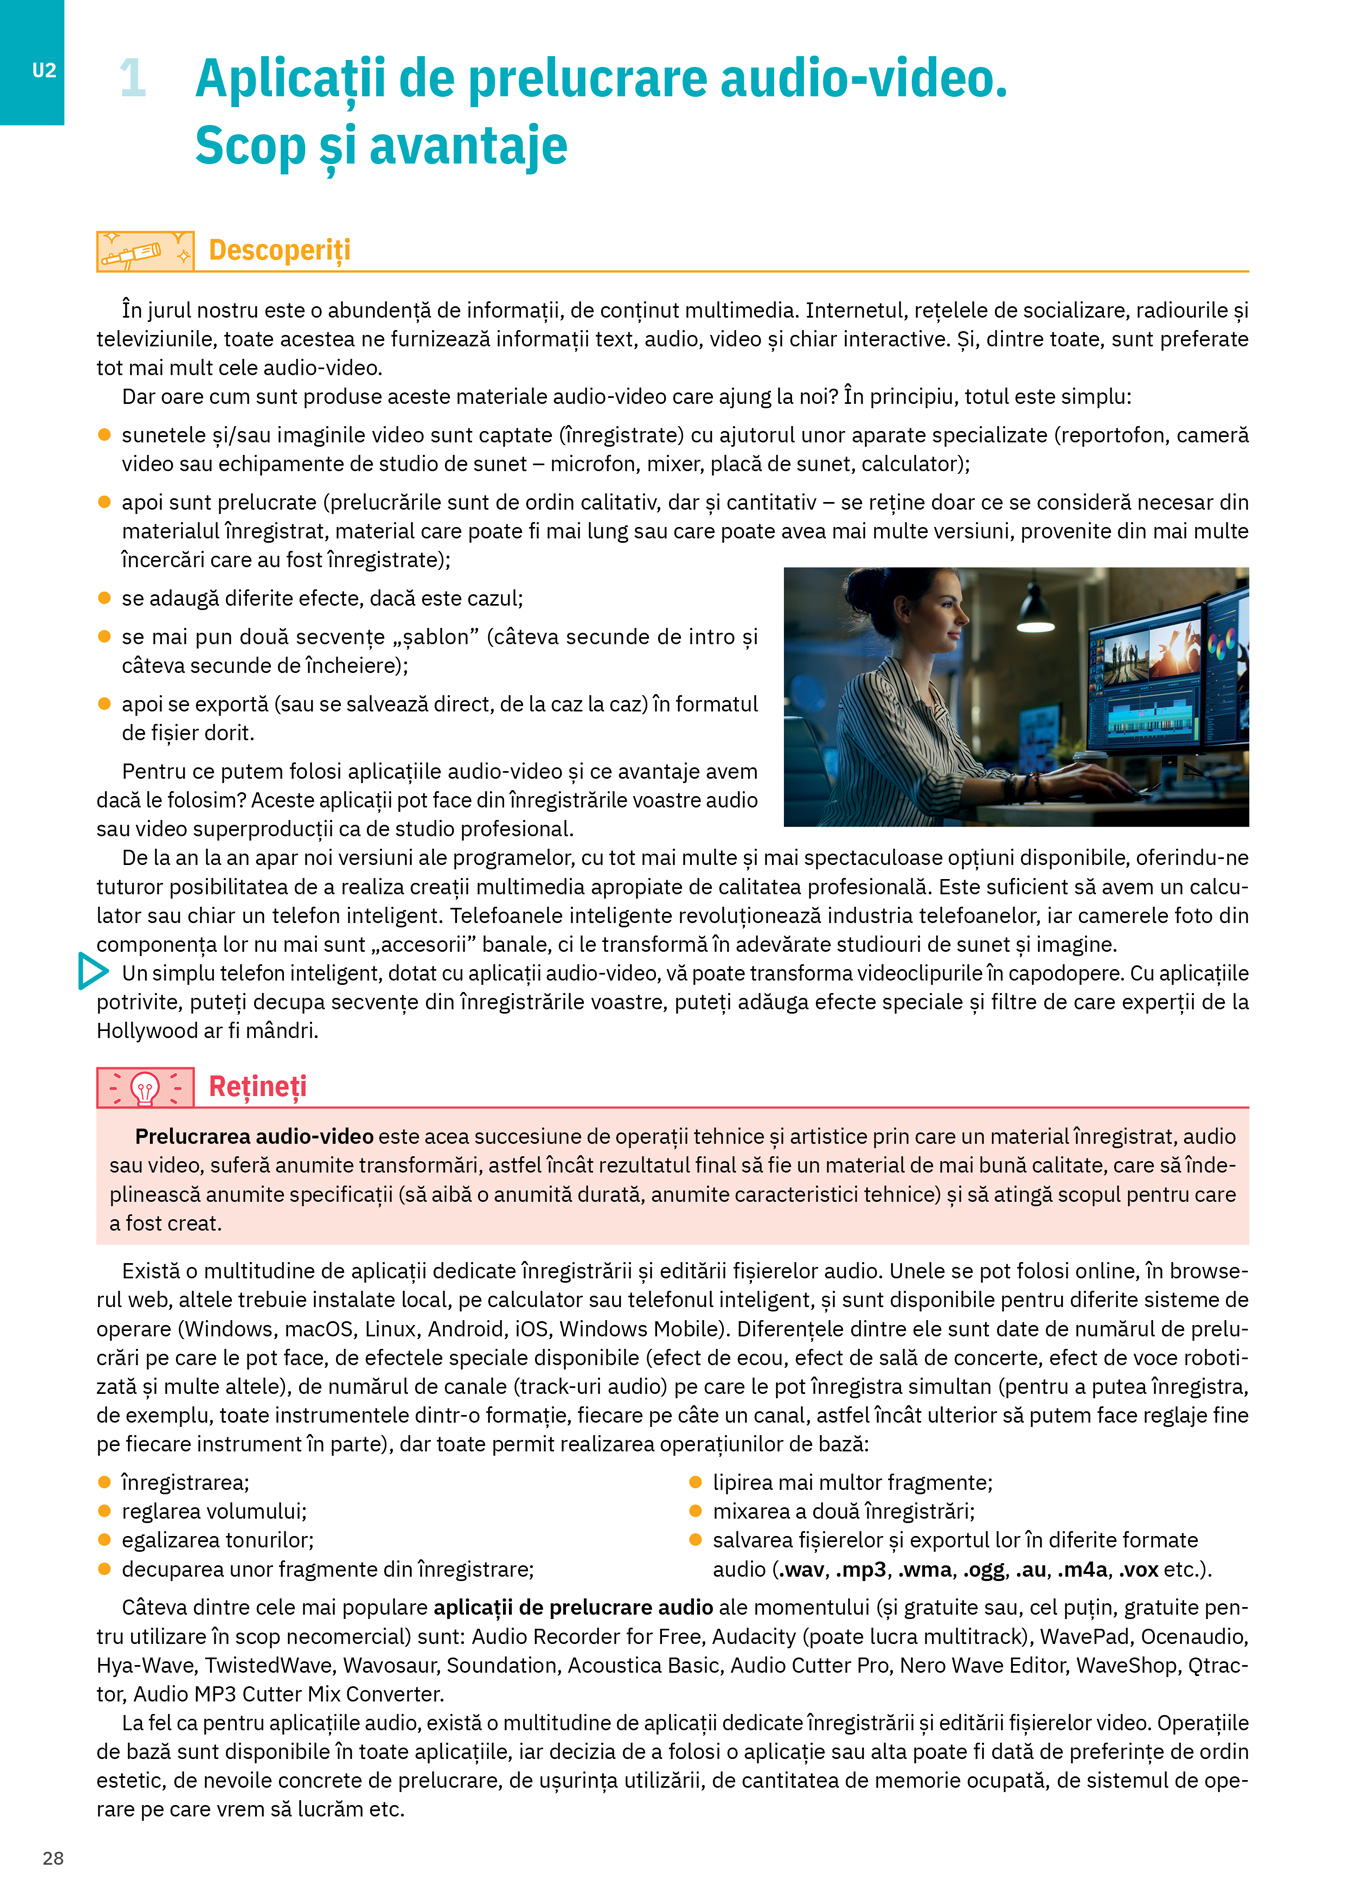 U2
1 Aplicații de prelucrare audio-video.
Scop și avantaje
Descoperiți
În jurul nostru este o abundență de informații, de conținut multimedia. Internetul, rețelele de socializare, radiourile și
televiziunile, toate acestea ne furnizează informații text, audio, video și chiar interactive. Și, dintre toate, sunt preferate
tot mai mult cele audio-video.
Dar oare cum sunt produse aceste materiale audio-video care ajung la noi? În principiu, totul este simplu:
● sunetele și/sau imaginile video sunt captate (înregistrate) cu ajutorul unor aparate specializate (reportofon, cameră
video sau echipamente de studio de sunet – microfon, mixer, placă de sunet, calculator);
● apoi sunt prelucrate (prelucrările sunt de ordin calitativ, dar și cantitativ – se reține doar ce se consideră necesar din
materialul înregistrat, material care poate fi mai lung sau care poate avea mai multe versiuni, provenite din mai multe
încercări care au fost înregistrate);
● se adaugă diferite efecte, dacă este cazul;
● se mai pun două secvențe „șablon” (câteva secunde de intro și
câteva secunde de încheiere);
● apoi se exportă (sau se salvează direct, de la caz la caz) în formatul
de fișier dorit.
Pentru ce putem folosi aplicațiile audio-video și ce avantaje avem
dacă le folosim? Aceste aplicații pot face din înregistrările voastre audio
sau video superproducții ca de studio profesional.
De la an la an apar noi versiuni ale programelor, cu tot mai multe și mai spectaculoase opțiuni disponibile, oferindu-ne
tuturor posibilitatea de a realiza creații multimedia apropiate de calitatea profesională. Este suficient să avem un calcu-
lator sau chiar un telefon inteligent. Telefoanele inteligente revoluționează industria telefoanelor, iar camerele foto din
componența lor nu mai sunt „accesorii” banale, ci le transformă în adevărate studiouri de sunet și imagine.
Un simplu telefon inteligent, dotat cu aplicații audio-video, vă poate transforma videoclipurile în capodopere. Cu aplicațiile
potrivite, puteți decupa secvențe din înregistrările voastre, puteți adăuga efecte speciale și filtre de care experții de la
Hollywood ar fi mândri.
Rețineți
Prelucrarea audio-video este acea succesiune de operații tehnice și artistice prin care un material înregistrat, audio
sau video, suferă anumite transformări, astfel încât rezultatul final să fie un material de mai bună calitate, care să înde-
plinească anumite specificații (să aibă o anumită durată, anumite caracteristici tehnice) și să atingă scopul pentru care
a fost creat.
Există o multitudine de aplicații dedicate înregistrării și editării fișierelor audio. Unele se pot folosi online, în browse-
rul web, altele trebuie instalate local, pe calculator sau telefonul inteligent, și sunt disponibile pentru diferite sisteme de
operare (Windows, macOS, Linux, Android, iOS, Windows Mobile). Diferențele dintre ele sunt date de numărul de prelu-
crări pe care le pot face, de efectele speciale disponibile (efect de ecou, efect de sală de concerte, efect de voce roboti-
zată și multe altele), de numărul de canale (track-uri audio) pe care le pot înregistra simultan (pentru a putea înregistra,
de exemplu, toate instrumentele dintr-o formație, fiecare pe câte un canal, astfel încât ulterior să putem face reglaje fine
pe fiecare instrument în parte), dar toate permit realizarea operațiunilor de bază:
● înregistrarea;
● reglarea volumului;
● egalizarea tonurilor;
● decuparea unor fragmente din înregistrare;
● lipirea mai multor fragmente;
● mixarea a două înregistrări;
● salvarea fișierelor și exportul lor în diferite formate
audio (.wav, .mp3, .wma, .ogg, .au, .m4a, .vox etc.).
Câteva dintre cele mai populare aplicații de prelucrare audio ale momentului (și gratuite sau, cel puțin, gratuite pen-
tru utilizare în scop necomercial) sunt: Audio Recorder for Free, Audacity (poate lucra multitrack), WavePad, Ocenaudio,
Hya-Wave, TwistedWave, Wavosaur, Soundation, Acoustica Basic, Audio Cutter Pro, Nero Wave Editor, WaveShop, Qtrac-
tor, Audio MP3 Cutter Mix Converter.
La fel ca pentru aplicațiile audio, există o multitudine de aplicații dedicate înregistrării și editării fișierelor video. Operațiile
de bază sunt disponibile în toate aplicațiile, iar decizia de a folosi o aplicație sau alta poate fi dată de preferințe de ordin
estetic, de nevoile concrete de prelucrare, de ușurința utilizării, de cantitatea de memorie ocupată, de sistemul de ope-
rare pe care vrem să lucrăm etc.
28